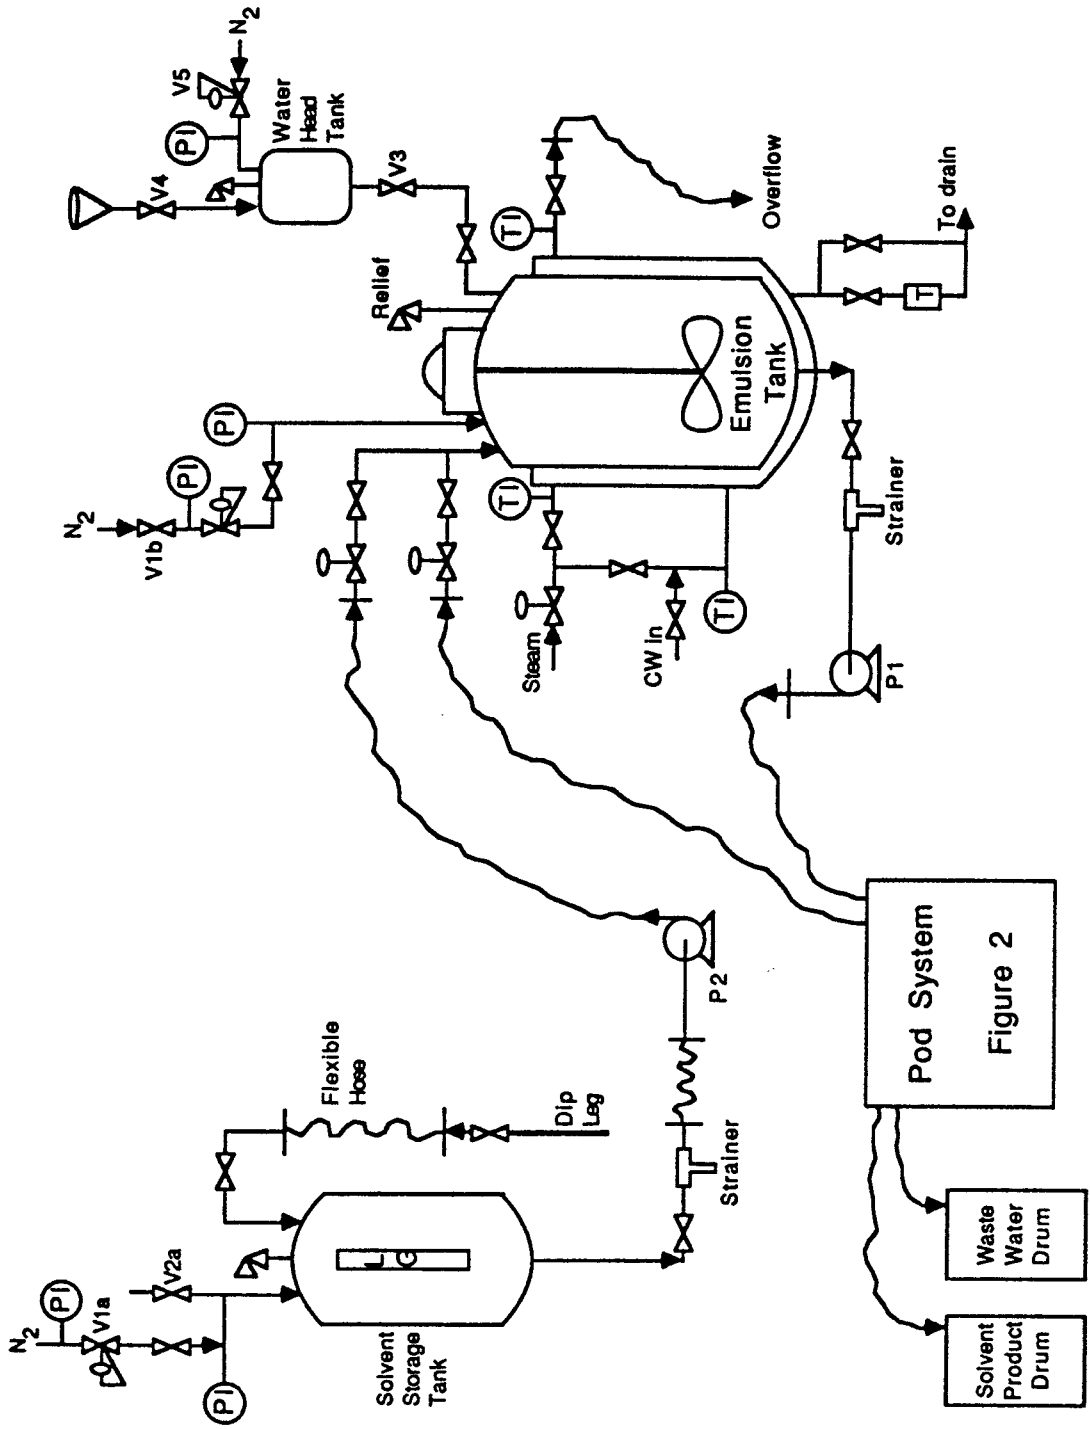 N2
PI
V1a
V2a
PI
Solvent
Storage
Tank
LG
Flexible
Hose
Dip
Leg
Strainer
P2
Solvent
Product
Drum
Waste
Water
Drum
Pod System
Figure 2
N2
V1b
PI
PI
Relief
V4
PI
V5
N2
Water
Head
Tank
V3
TI
TI
Steam
CW in
TI
Emulsion
Tank
Overflow
T
To drain
Strainer
P1